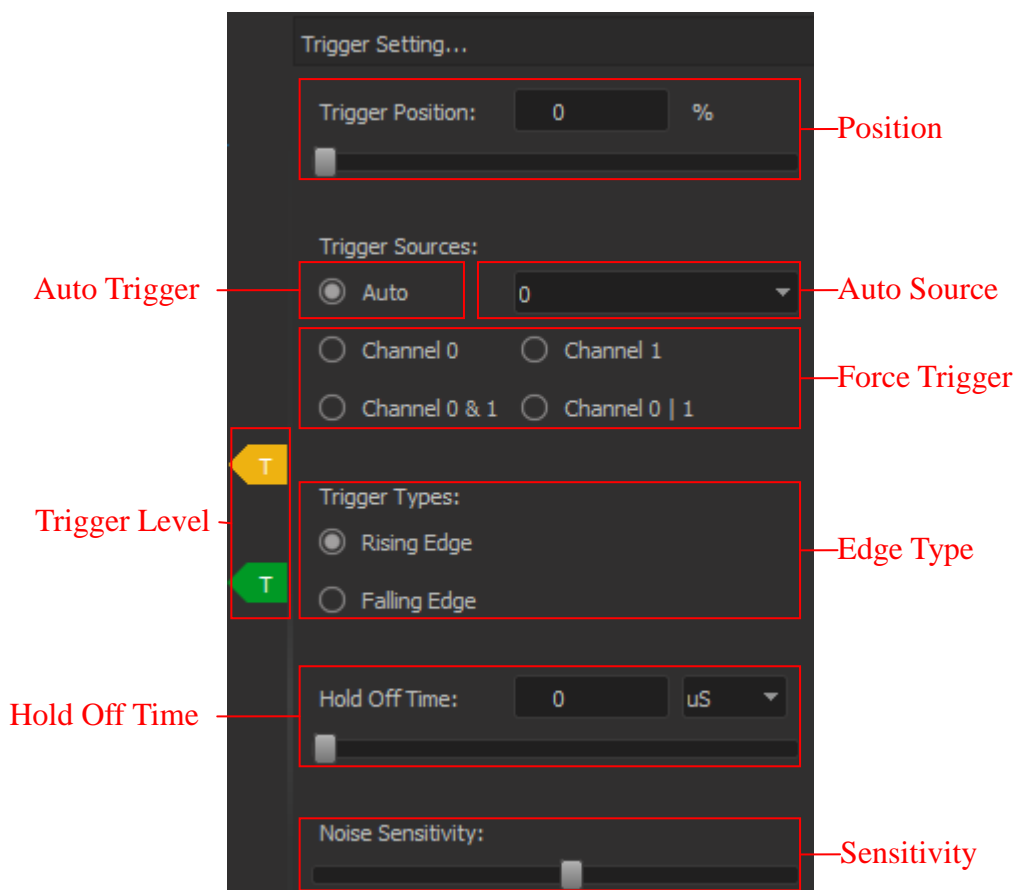 Trigger Setting...
Trigger Position: 0 %
Position
Trigger Sources:
Auto Trigger
Auto 0
Auto Source
Channel 0 Channel 1
Force Trigger
Channel 0 & 1 Channel 0 | 1
T
Trigger Types:
Trigger Level
Rising Edge
Edge Type
T
Falling Edge
Hold Off Time: 0 uS
Hold Off Time
Noise Sensitivity:
Sensitivity